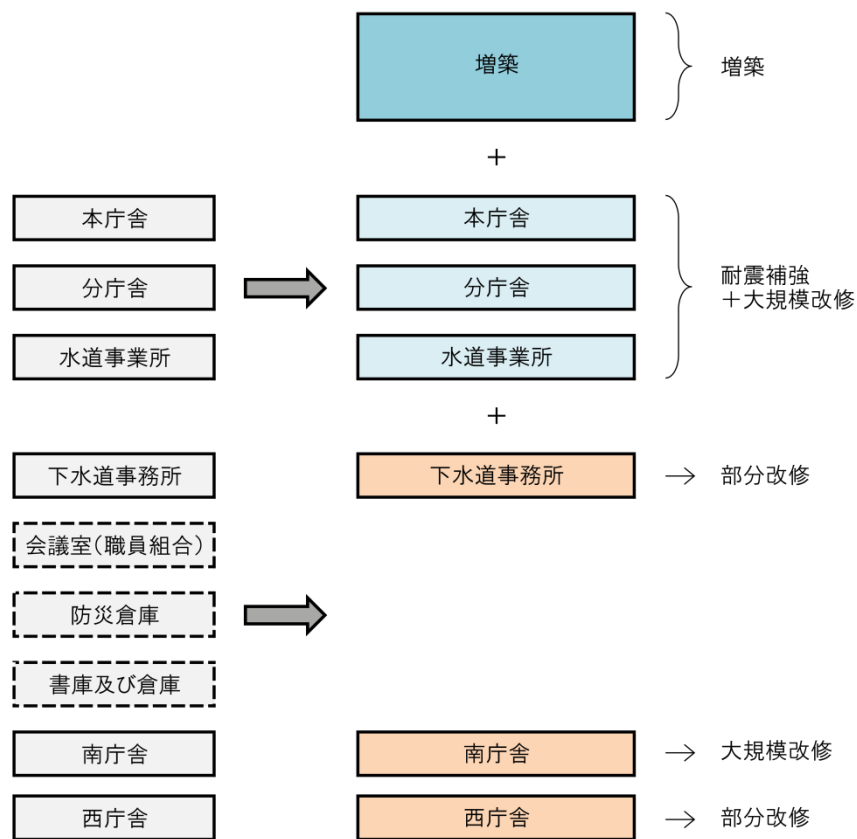 増築
増築
+
本庁舎
本庁舎
分庁舎
分庁舎
耐震補強
+大規模改修
水道事業所
水道事業所
+
下水道事務所
下水道事務所
→ 部分改修
会議室(職員組合)
防災倉庫
書庫及び倉庫
南庁舎
南庁舎
→ 大規模改修
西庁舎
西庁舎
→ 部分改修